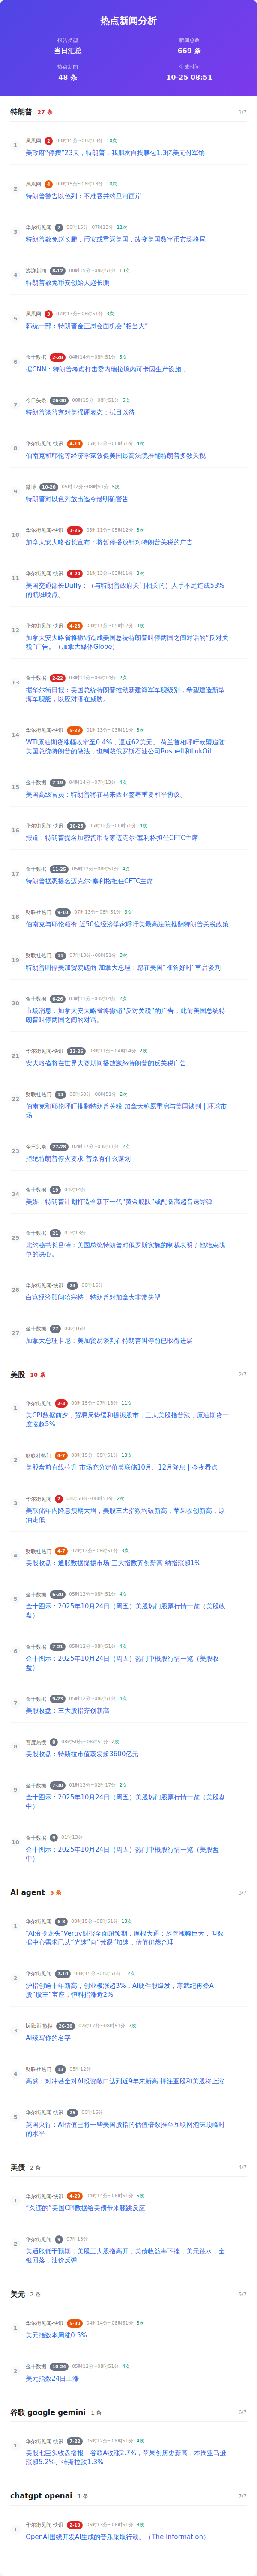 热点新闻分析
报告类型
当日汇总
新闻总数
669 条
热点新闻
48 条
生成时间
10-25 08:51
特朗普 27 条 1/7
1 凤凰网 3 00时15分~06时13分 10次
美政府“停摆”23天，特朗普：我朋友自掏腰包1.3亿美元付军饷
2 凤凰网 4 00时15分~06时13分 10次
特朗普警告以色列：不准吞并约旦河西岸
3 华尔街见闻 7 00时15分~07时13分 11次
特朗普赦免赵长鹏，币安或重返美国，改变美国数字币市场格局
4 澎湃新闻 8-12 00时15分~08时51分 13次
特朗普赦免币安创始人赵长鹏
5 凤凰网 3 07时13分~08时51分 3次
韩统一部：特朗普金正恩会面机会“相当大”
6 金十数据 2-28 04时14分~08时51分 5次
据CNN：特朗普考虑打击委内瑞拉境内可卡因生产设施 。
7 今日头条 26-30 00时15分~08时51分 6次
特朗普谈普京对美强硬表态：拭目以待
8 华尔街见闻-快讯 4-19 05时12分~08时51分 4次
伯南克和耶伦等经济学家敦促美国最高法院推翻特朗普多数关税
9 微博 10-28 05时12分~08时51分 5次
特朗普对以色列放出迄今最明确警告
10 华尔街见闻-快讯 1-25 03时11分~05时12分 3次
加拿大安大略省长宣布：将暂停播放针对特朗普关税的广告
11 华尔街见闻-快讯 3-20 01时13分~03时11分 3次
美国交通部长Duffy：（与特朗普政府关门相关的）人手不足造成53%
的航班晚点。
12 华尔街见闻-快讯 4-28 03时11分~05时12分 3次
加拿大安大略省将撤销造成美国总统特朗普叫停两国之间对话的“反对关
税”广告。（加拿大媒体Globe）
13 金十数据 2-22 03时11分~04时14分 2次
据华尔街日报：美国总统特朗普推动新建海军军舰级别，希望建造新型
海军舰艇，以应对潜在威胁。
14 华尔街见闻-快讯 5-22 01时13分~03时11分 3次
WTI原油期货涨幅收窄至0.4%，逼近62美元。 荷兰首相呼吁欧盟追随
美国总统特朗普的做法，也制裁俄罗斯石油公司Rosneft和LukOil。
15 金十数据 7-19 04时14分~07时13分 4次
美国高级官员：特朗普将在马来西亚签署重要和平协议。
16 华尔街见闻-快讯 10-25 05时12分~08时51分 4次
报道：特朗普提名加密货币专家迈克尔·塞利格担任CFTC主席
17 金十数据 11-25 05时12分~08时51分 4次
特朗普据悉提名迈克尔·塞利格担任CFTC主席
18 财联社热门 9-10 07时13分~08时51分 3次
伯南克与耶伦领衔 近50位经济学家呼吁美最高法院推翻特朗普关税政策
19 财联社热门 11 07时13分~08时51分 3次
特朗普叫停美加贸易磋商 加拿大总理：愿在美国“准备好时”重启谈判
20 金十数据 6-26 03时11分~04时14分 2次
市场消息：加拿大安大略省将撤销“反对关税”的广告，此前美国总统特
朗普叫停两国之间的对话。
21 华尔街见闻-快讯 12-26 03时11分~04时14分 2次
安大略省将在世界大赛期间播放激怒特朗普的反关税广告
22 财联社热门 13 08时50分~08时51分 2次
伯南克和耶伦呼吁推翻特朗普关税 加拿大称愿重启与美国谈判 | 环球市
场
23 今日头条 27-28 02时17分~03时11分 2次
拒绝特朗普停火要求 普京有什么谋划
24 金十数据 19 04时14分
美媒：特朗普计划打造全新下一代“黄金舰队”或配备高超音速导弹
25 金十数据 21 01时13分
北约秘书长吕特：美国总统特朗普对俄罗斯实施的制裁表明了他结束战
争的决心。
26 华尔街见闻-快讯 24 00时16分
白宫经济顾问哈塞特：特朗普对加拿大非常失望
27 金十数据 27 00时16分
加拿大总理卡尼：美加贸易谈判在特朗普叫停前已取得进展
美股 10 条 2/7
1 华尔街见闻 2-3 00时15分~07时13分 11次
美CPI数据前夕，贸易局势缓和提振股市，三大美股指普涨，原油期货一
度涨超5%
2 财联社热门 4-7 00时15分~08时51分 13次
美股盘前直线拉升 市场充分定价美联储10月、12月降息 | 今夜看点
3 华尔街见闻 2 08时50分~08时51分 2次
美联储年内降息预期大增，美股三大指数均破新高，苹果收创新高，原
油走低
4 财联社热门 4-7 07时13分~08时51分 3次
美股收盘：通胀数据提振市场 三大指数齐创新高 纳指涨超1%
5 金十数据 6-20 05时12分~08时51分 4次
金十图示：2025年10月24日（周五）美股热门股票行情一览（美股收
盘）
6 金十数据 7-21 05时12分~08时51分 4次
金十图示：2025年10月24日（周五）热门中概股行情一览（美股收
盘）
7 金十数据 9-23 05时12分~08时51分 4次
美股收盘：三大股指齐创新高
8 百度热搜 8 08时50分~08时51分 2次
美股收盘：特斯拉市值蒸发超3600亿元
9 金十数据 7-30 01时13分~02时17分 2次
金十图示：2025年10月24日（周五）美股热门股票行情一览（美股盘
中）
10 金十数据 9 01时13分
金十图示：2025年10月24日（周五）热门中概股行情一览（美股盘
中）
AI agent 5 条 3/7
1 华尔街见闻 6-8 00时15分~08时51分 13次
“AI液冷龙头”Vertiv财报全面超预期，摩根大通：尽管涨幅巨大，但数
据中心需求已从“光速”向“荒谬”加速，估值仍然合理
2 华尔街见闻 7-10 00时15分~08时51分 12次
沪指创逾十年新高，创业板涨超3%，AI硬件股爆发，寒武纪再登A
股“股王”宝座，恒科指涨近2%
3 bilibili 热搜 26-30 02时17分~08时51分 7次
AI续写你的名字
4 财联社热门 13 05时12分
高盛：对冲基金对AI投资敞口达到近9年来新高 押注亚股和美股将上涨
5 华尔街见闻-快讯 25 00时16分
英国央行：AI估值已将一些美国股指的估值倍数推至互联网泡沫顶峰时
的水平
美债 2 条 4/7
1 华尔街见闻-快讯 4-29 04时14分~08时51分 5次
“久违的”美国CPI数据给美债带来膝跳反应
2 华尔街见闻 9 07时13分
美通胀低于预期，美股三大股指高开，美债收益率下挫，美元跳水，金
银回落，油价反弹
美元 2 条 5/7
1 华尔街见闻-快讯 5-30 04时14分~08时51分 5次
美元指数本周涨0.5%
2 金十数据 10-24 05时12分~08时51分 4次
美元指数24日上涨
谷歌 google gemini 1 条 6/7
1 华尔街见闻-快讯 7-22 05时12分~08时51分 4次
美股七巨头收盘播报｜谷歌A收涨2.7%，苹果创历史新高，本周亚马逊
涨超5.2%、特斯拉跌1.3%
chatgpt openai 1 条 7/7
1 华尔街见闻-快讯 2-10 06时13分~08时51分 3次
OpenAI围绕开发AI生成的音乐采取行动。（The Information）